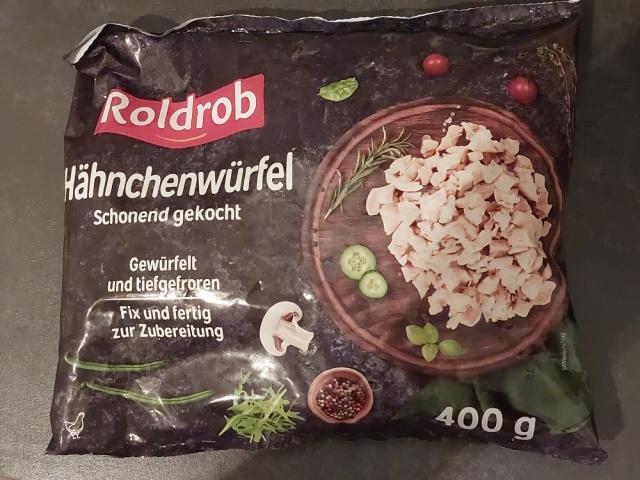 Roldrob
Hähnchenwürfel
Schonend gekocht
Gewürfelt
und tiefgefroren
Fix und fertig
zur Zubereitung
400 g